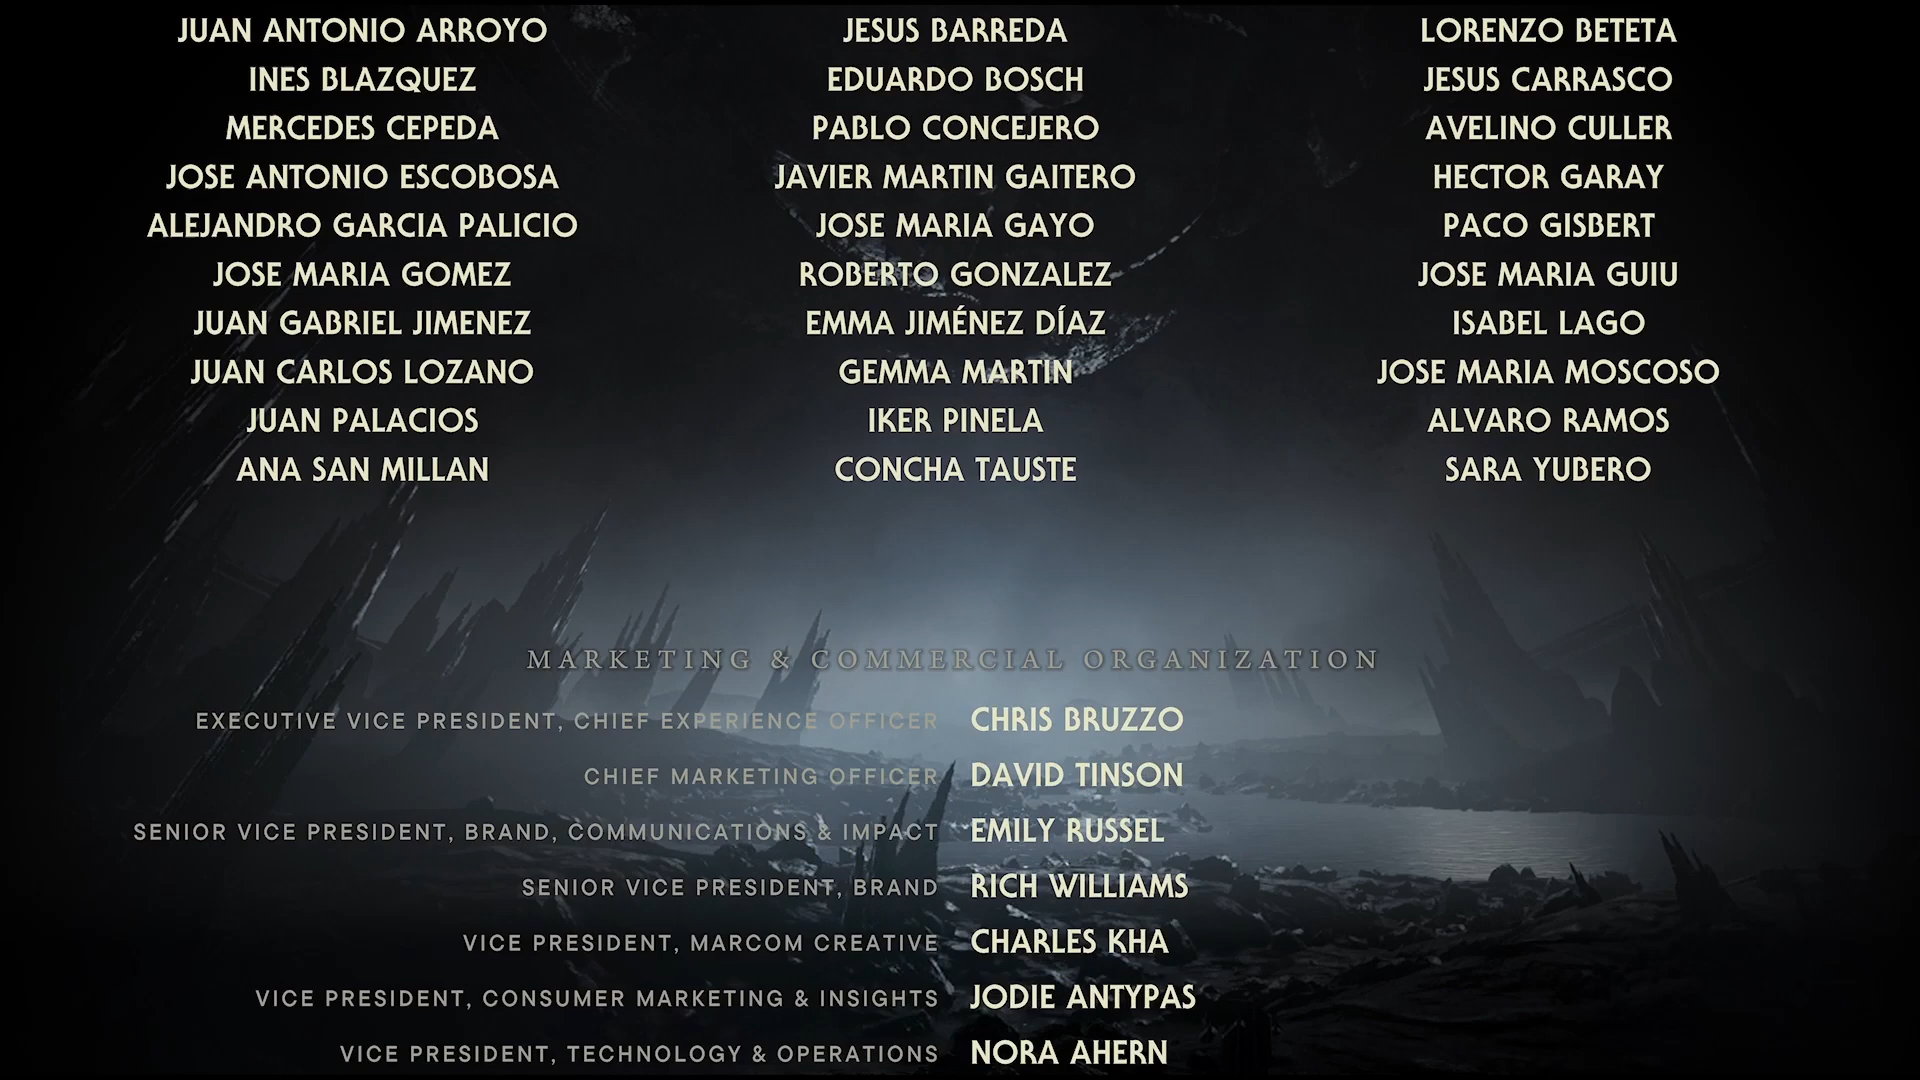 JUAN ANTONIO ARROYO JESUS BARREDA LORENZO BETETA
INES BLAZQUEZ EDUARDO BOSCH JESUS CARRASCO
MERCEDES CEPEDA PABLO CONCEJERO AVELINO CULLER
JOSE ANTONIO ESCOBOSA JAVIER MARTIN GAITERO HECTOR GARAY
ALEJANDRO GARCIA PALICIO JOSE MARIA GAYO PACO GISBERT
JOSE MARIA GOMEZ ROBERTO GONZALEZ JOSE MARIA GUIU
JUAN GABRIEL JIMENEZ EMMA JIMÉNEZ DÍAZ ISABEL LAGO
JUAN CARLOS LOZANO GEMMA MARTIN JOSE MARIA MOSCOSO
JUAN PALACIOS IKER PINELA ALVARO RAMOS
ANA SAN MILLAN CONCHA TAUSTE SARA YUBERO
MARKETING & COMMERCIAL ORGANIZATION
EXECUTIVE VICE PRESIDENT, CHIEF EXPERIENCE OFFICER CHRIS BRUZZO
CHIEF MARKETING OFFICER DAVID TINSON
SENIOR VICE PRESIDENT, BRAND, COMMUNICATIONS & IMPACT EMILY RUSSEL
SENIOR VICE PRESIDENT, BRAND RICH WILLIAMS
VICE PRESIDENT, MARCOM CREATIVE CHARLES KHA
VICE PRESIDENT, CONSUMER MARKETING & INSIGHTS JODIE ANTYPAS
VICE PRESIDENT, TECHNOLOGY & OPERATIONS NORA AHERN